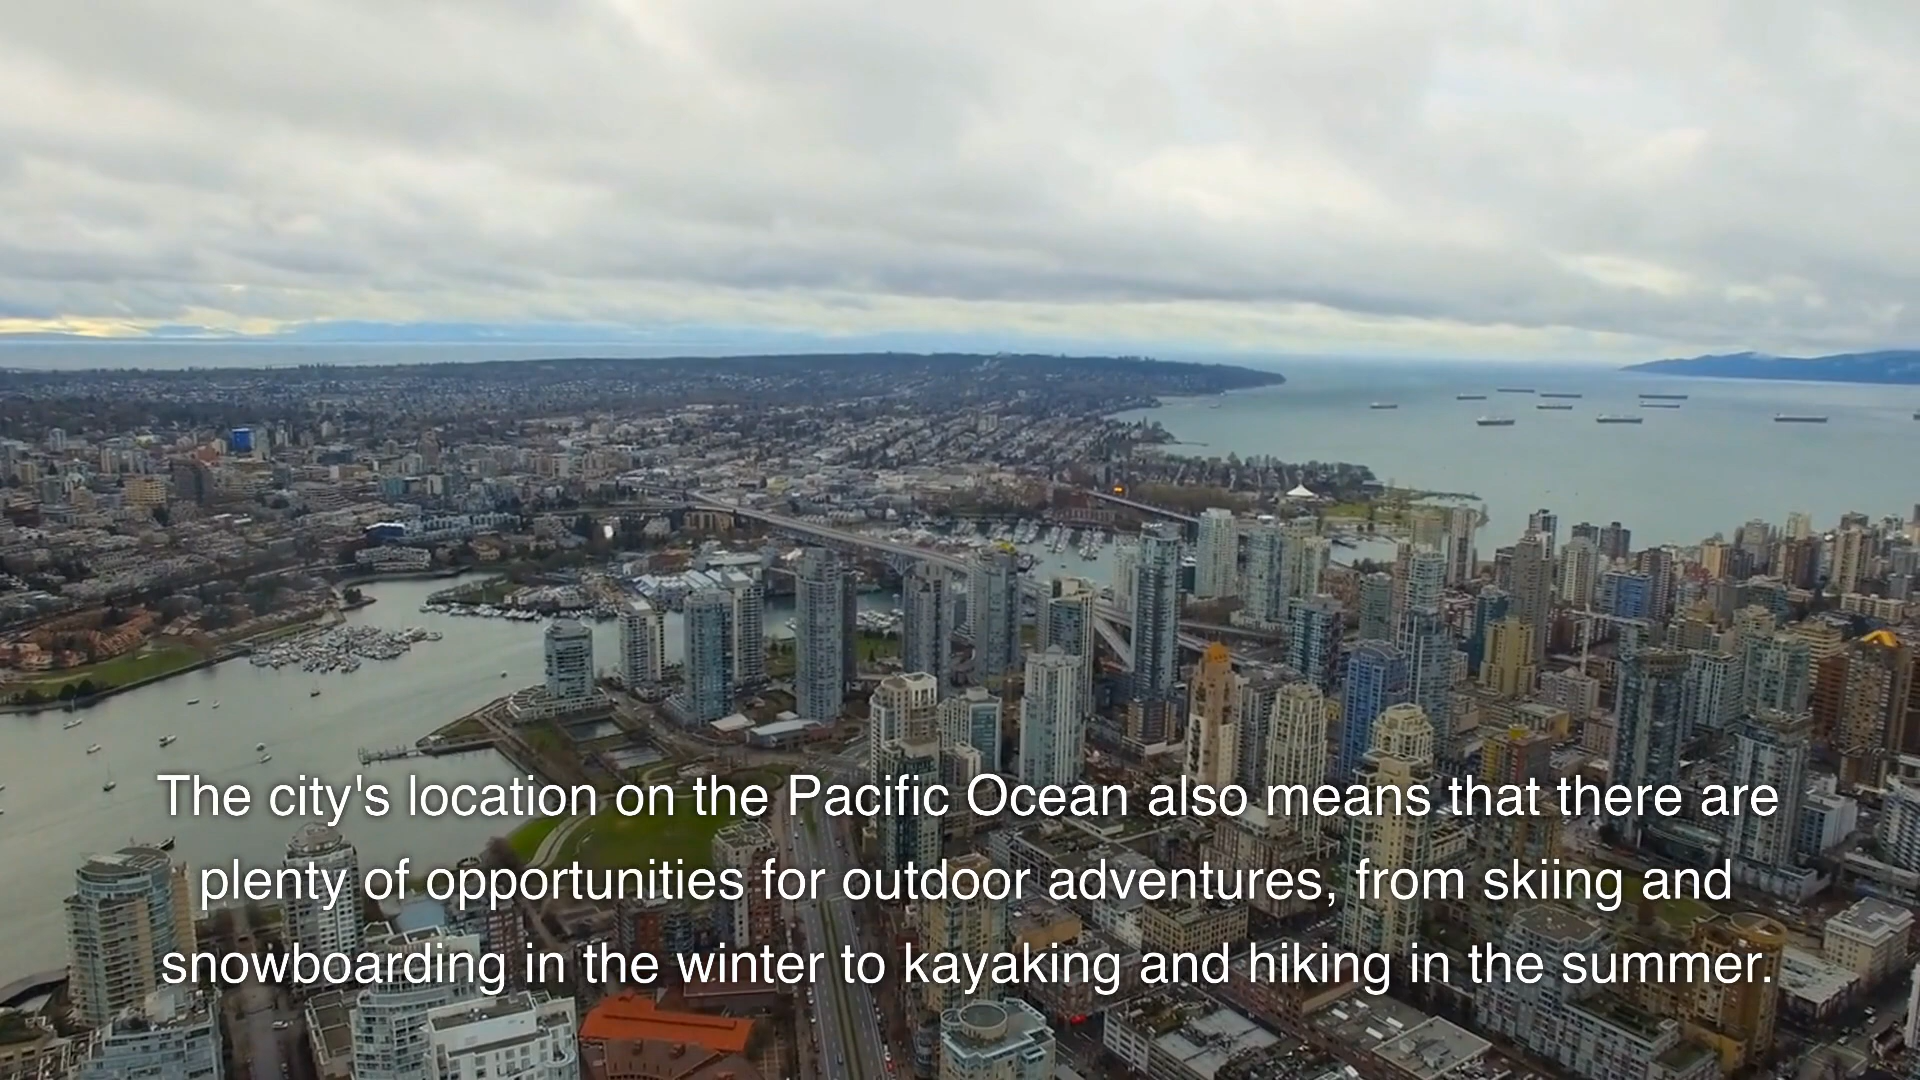 The city's location on the Pacific Ocean also means that there are
plenty of opportunities for outdoor adventures, from skiing and
snowboarding in the winter to kayaking and hiking in the summer.